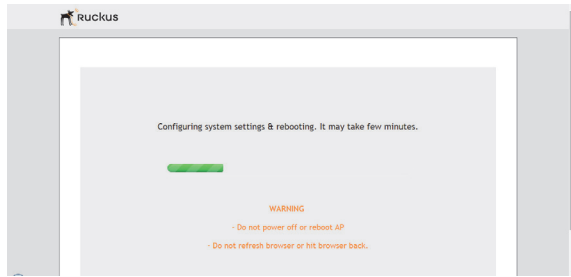 RUCKUS
Configuring system settings & rebooting. It may take few minutes.
WARNING
- Do not power off or reboot AP
- Do not refresh browser or hit browser back.